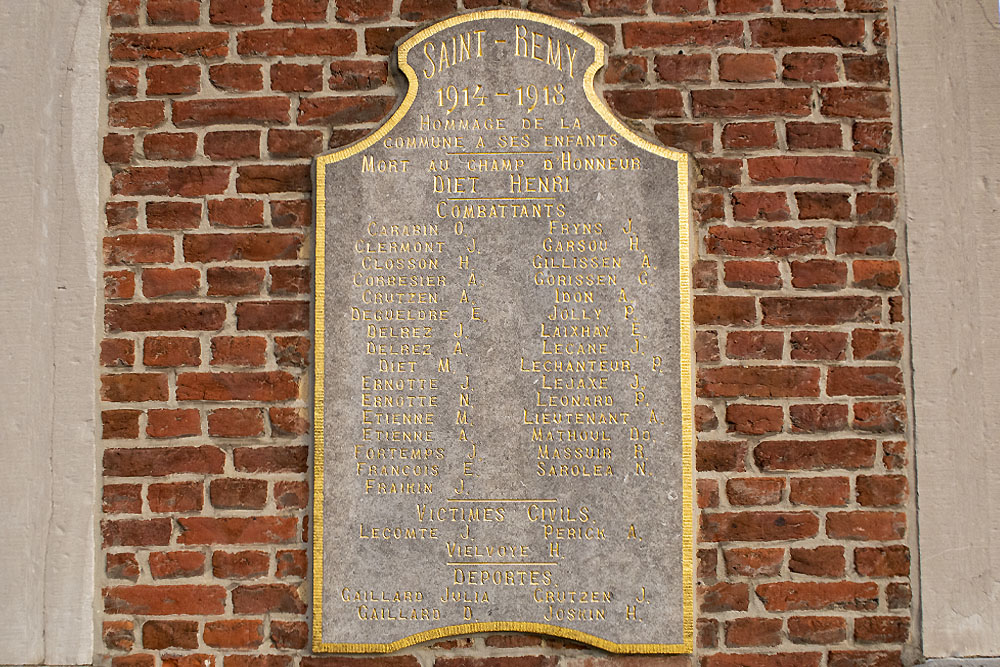 SAINT-REMY
1914-1918
HOMMAGE DE LA
COMMUNE A SES ENFANTS
MORT AU CHAMP D'HONNEUR
DIET HENRI
COMBATTANTS
CARABIN O. FRYNS J.
CLERMONT J. GARSOU H.
CLOSSON H. GILLISSEN A.
CORBESIER A. GORISSEN G.
CRUTZEN A. IDON A.
DEGUELDRE E. JOLLY P.
DELREZ J. LAIXHAY E.
DELREZ A. LECANE J.
DIET M. LECHANTEUR P.
ERNOTTE J. LEJAXE J.
ERNOTTE N. LEONARD P.
ETIENNE M. LIEUTENANT A.
ETIENNE A. MATHOUL DD.
FORTEMPS J. MASSUIR R.
FRANCOIS E. SAROLEA N.
FRAIKIN J.
VICTIMES CIVILS
LECOMTE J. PERICK A.
VIELVOYE H.
DEPORTES.
GAILLARD JULIA CRUTZEN J.
GAILLARD D. JOSKIN H.